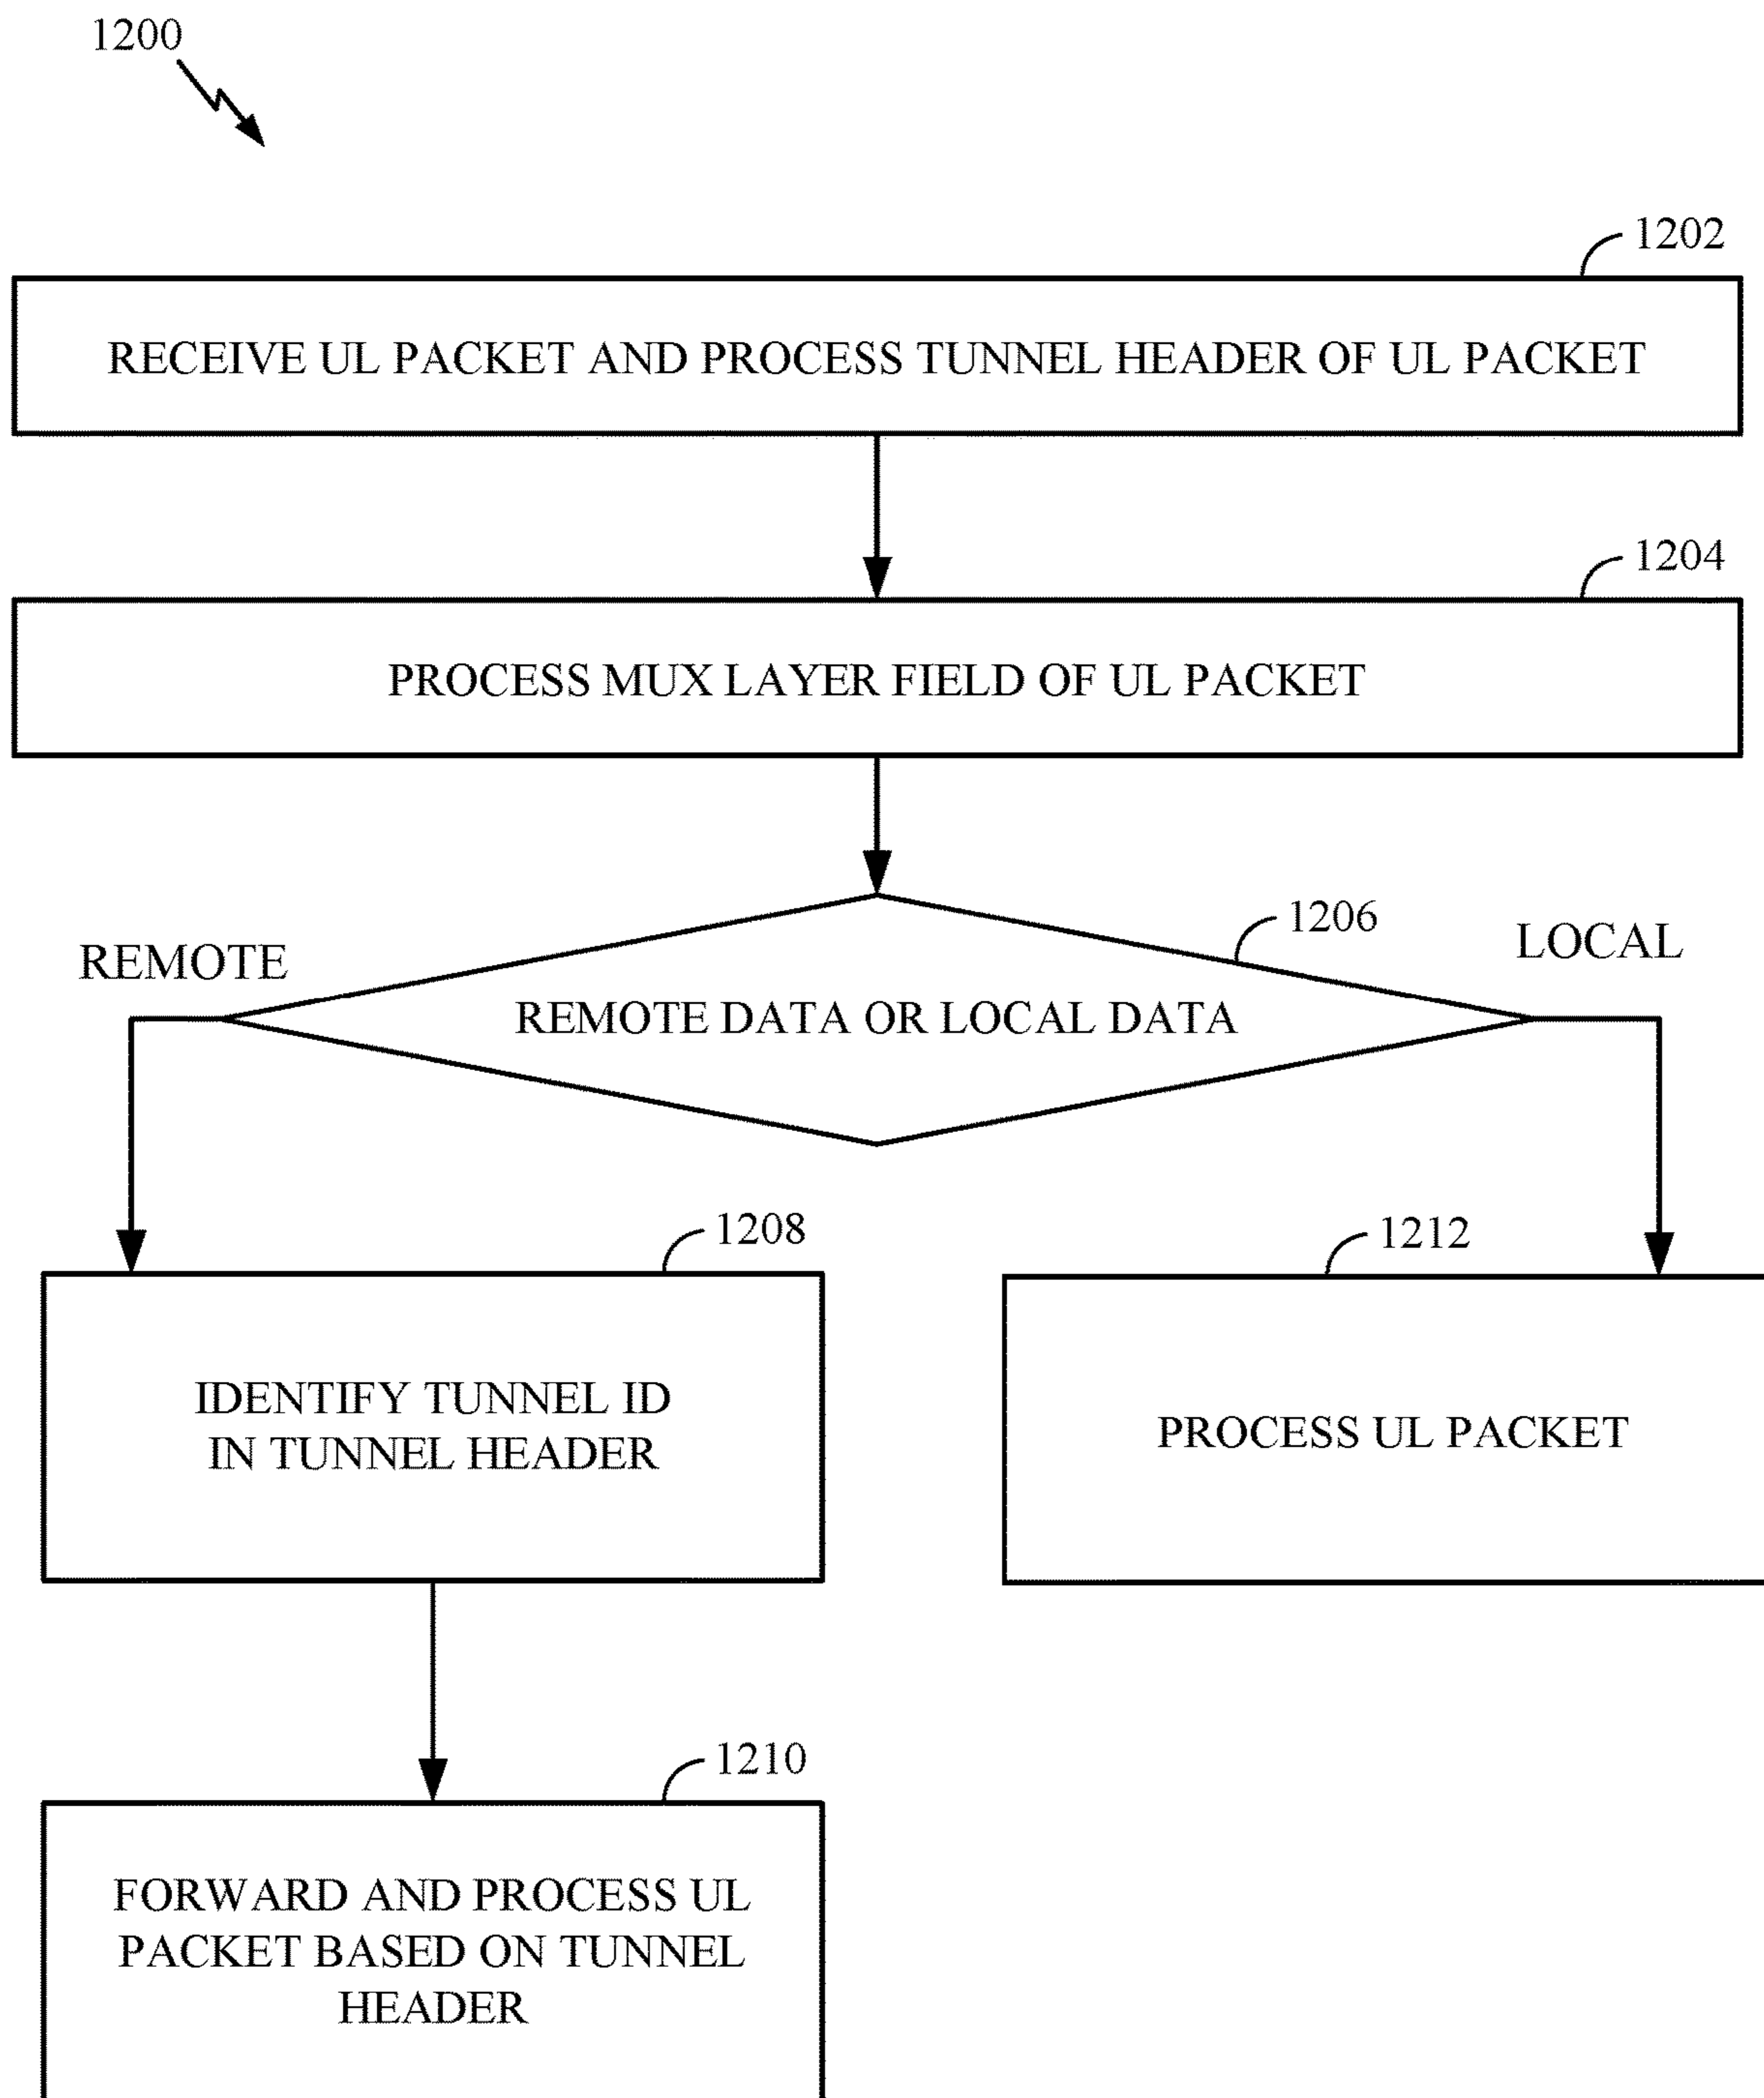 1200
1202
RECEIVE UL PACKET AND PROCESS TUNNEL HEADER OF UL PACKET
1204
PROCESS MUX LAYER FIELD OF UL PACKET
1206
REMOTE
LOCAL
REMOTE DATA OR LOCAL DATA
1208
1212
IDENTIFY TUNNEL ID
IN TUNNEL HEADER
PROCESS UL PACKET
1210
FORWARD AND PROCESS UL
PACKET BASED ON TUNNEL
HEADER